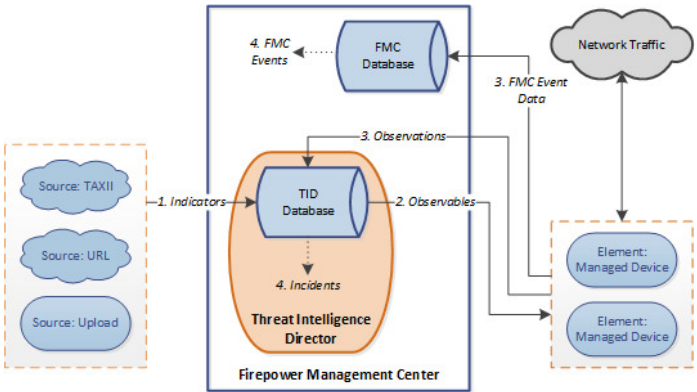 4. FMC
Events
FMC
Database
Network Traffic
3. FMC Event
Data
3. Observations
Source: TAXII
1. Indicators
TID
Database
2. Observables
Source: URL
Element:
Managed Device
4. Incidents
Source: Upload
Threat Intelligence
Director
Element:
Managed Device
Firepower Management Center